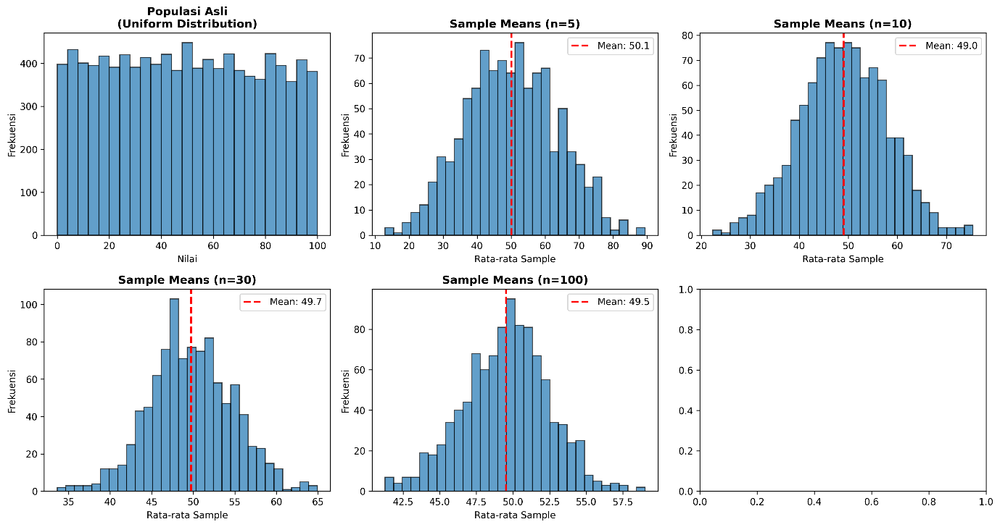 Populasi Asli
(Uniform Distribution)
Frekuensi
400
300
200
100
0
0 20 40 60 80 100
Nilai
Sample Means (n=5)
Mean: 50.1
Frekuensi
70
60
50
40
30
20
10
0
10 20 30 40 50 60 70 80 90
Rata-rata Sample
Sample Means (n=10)
Mean: 49.0
Frekuensi
80
70
60
50
40
30
20
10
0
20 30 40 50 60 70
Rata-rata Sample
Sample Means (n=30)
Mean: 49.7
Frekuensi
100
80
60
40
20
0
35 40 45 50 55 60 65
Rata-rata Sample
Sample Means (n=100)
Mean: 49.5
Frekuensi
80
60
40
20
0
42.5 45.0 47.5 50.0 52.5 55.0 57.5
Rata-rata Sample
1.0
0.8
0.6
0.4
0.2
0.0
0.0 0.2 0.4 0.6 0.8 1.0